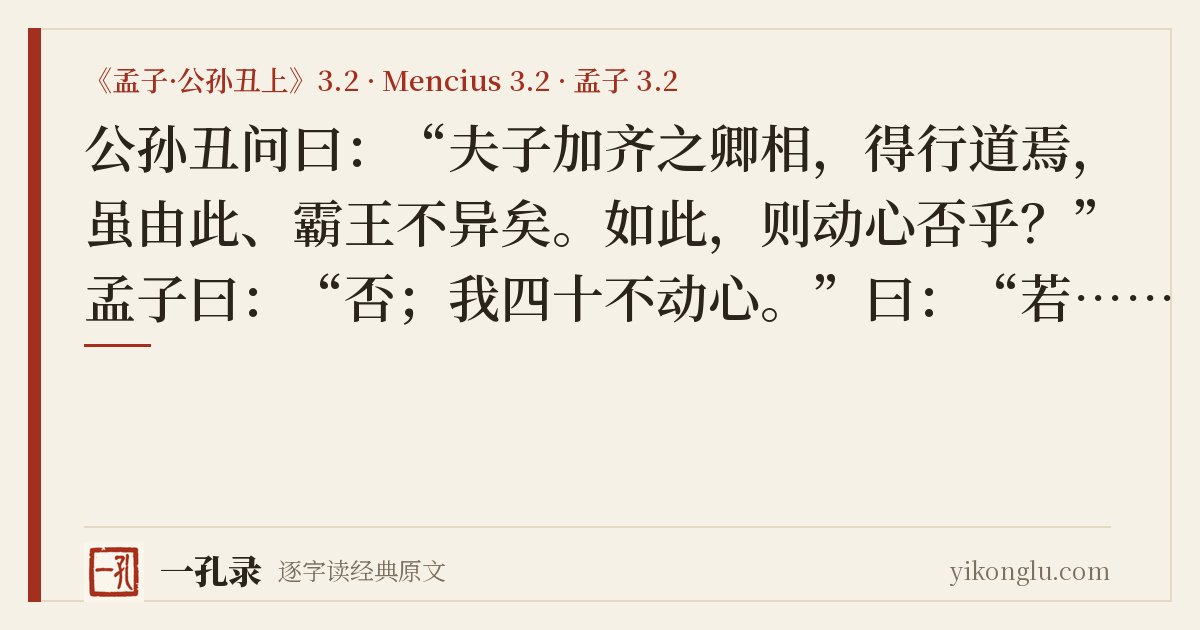 《孟子·公孙丑上》3.2 · Mencius 3.2 · 孟子 3.2
公孙丑问曰：“夫子加齐之卿相，得行道焉，
虽由此、霸王不异矣。如此，则动心否乎？”
孟子曰：“否；我四十不动心。”曰：“若……
一孔
一孔录 逐字读经典原文
yikonglu.com